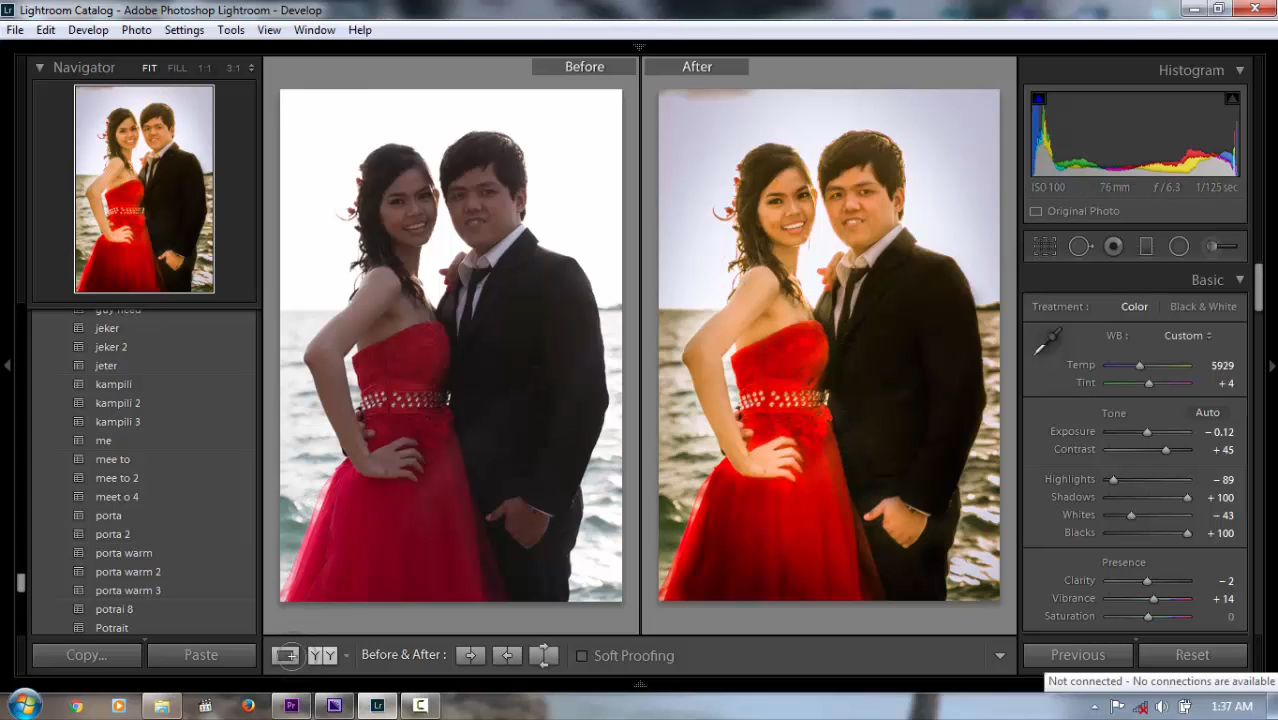 Lr Lightroom Catalog - Adobe Photoshop Lightroom - Develop
File Edit Develop Photo Settings Tools View Window Help
Navigator FIT FILL 1:1 3:1
Before After
Histogram
ISO 100 76 mm f / 6.3 1/125 sec
Original Photo
Basic
Treatment : Color Black & White
WB : Custom
Temp 5929
Tint + 4
Tone Auto
Exposure – 0.12
Contrast + 45
Highlights – 89
Shadows + 100
Whites – 43
Blacks + 100
Presence
Clarity – 2
Vibrance + 14
Saturation 0
guy need
jeker
jeker 2
jeter
kampili
kampili 2
kampili 3
me
mee to
mee to 2
meet o 4
porta
porta 2
porta warm
porta warm 2
porta warm 3
potrai 8
Potrait
Copy... Paste
YY Before & After : Soft Proofing
Previous Reset
Not connected - No connections are available
Pr Lr C 1:37 AM